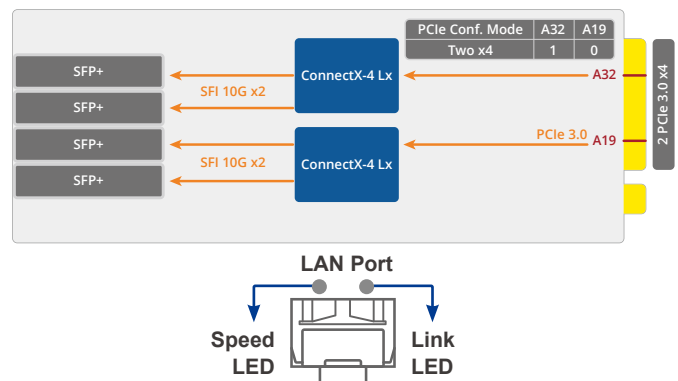 PCIe Conf. Mode A32 A19
Two x4 1 0
SFP+
SFP+
SFP+
SFP+
SFI 10G x2
SFI 10G x2
ConnectX-4 Lx
ConnectX-4 Lx
A32
PCIe 3.0 A19
2 PCIe 3.0 x4
LAN Port
Speed LED
Link LED